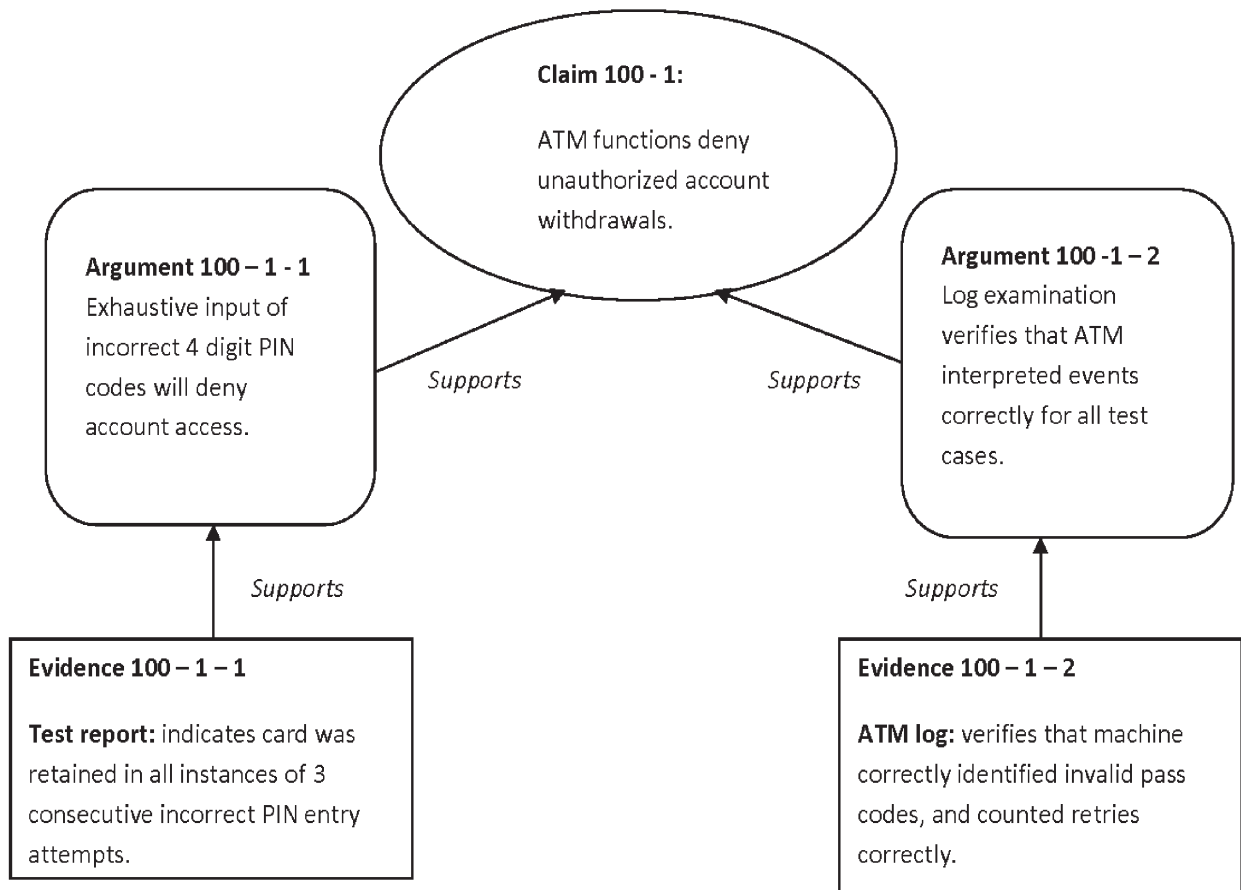 Claim 100 - 1:
ATM functions deny
unauthorized account
withdrawals.
Argument 100 – 1 - 1
Exhaustive input of
incorrect 4 digit PIN
codes will deny
account access.
Argument 100 -1 – 2
Log examination
verifies that ATM
interpreted events
correctly for all test
cases.
Supports
Supports
Supports
Supports
Evidence 100 – 1 – 1
Test report: indicates card was
retained in all instances of 3
consecutive incorrect PIN entry
attempts.
Evidence 100 – 1 – 2
ATM log: verifies that machine
correctly identified invalid pass
codes, and counted retries
correctly.